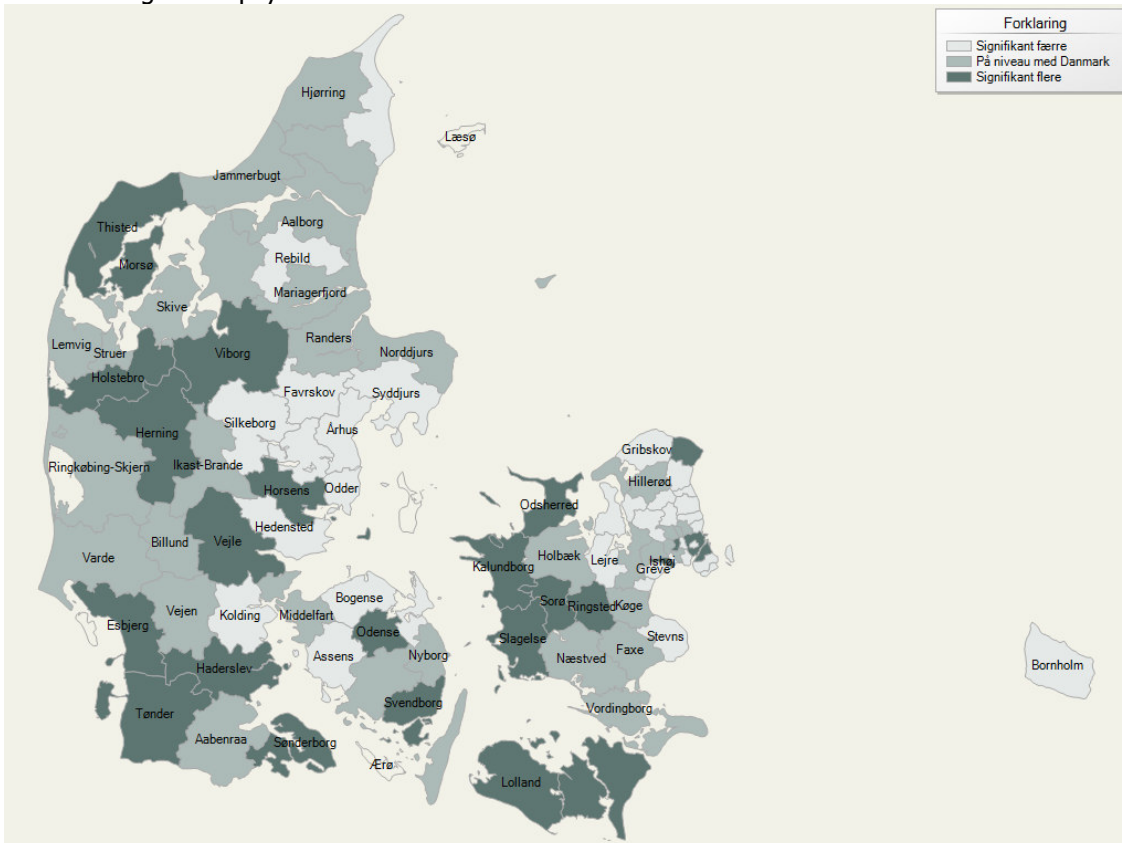 Forklaring
Signifikant færre
På niveau med Danmark
Signifikant flere
Hjørring
Læsø
Jammerbugt
Thisted
Aalborg
Rebild
Morsø
Mariagerfjord
Skive
Randers
Lemvig
Struer
Viborg
Norddjurs
Holstebro
Favrskov
Syddjurs
Silkeborg
Århus
Herning
Gribskov
Ringkøbing-Skjern
Ikast-Brande
Hillerød
Horsens
Odder
Odsherred
Hedensted
Vejle
Billund
Varde
Holbæk
Lejre
Ishøj
Kalundborg
Greve
Bogense
Sorø
Ringsted
Køge
Vejen
Kolding
Middelfart
Esbjerg
Odense
Slagelse
Stevns
Assens
Nyborg
Næstved
Faxe
Bornholm
Haderslev
Svendborg
Vordingborg
Tønder
Aabenraa
Sønderborg
Ærø
Lolland